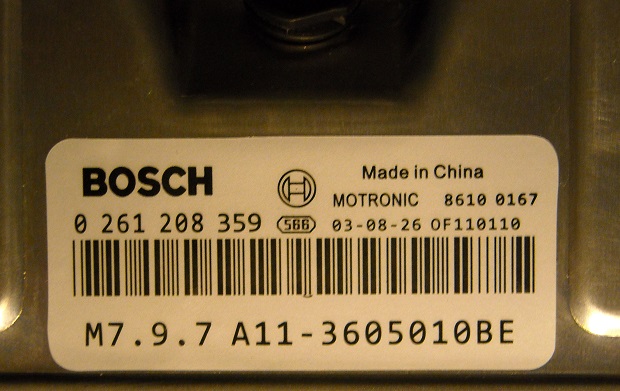 BOSCH
Made in China
MOTRONIC 8610 0167
0 261 208 359 566 03-08-26 OF110110
M7.9.7 A11-3605010BE